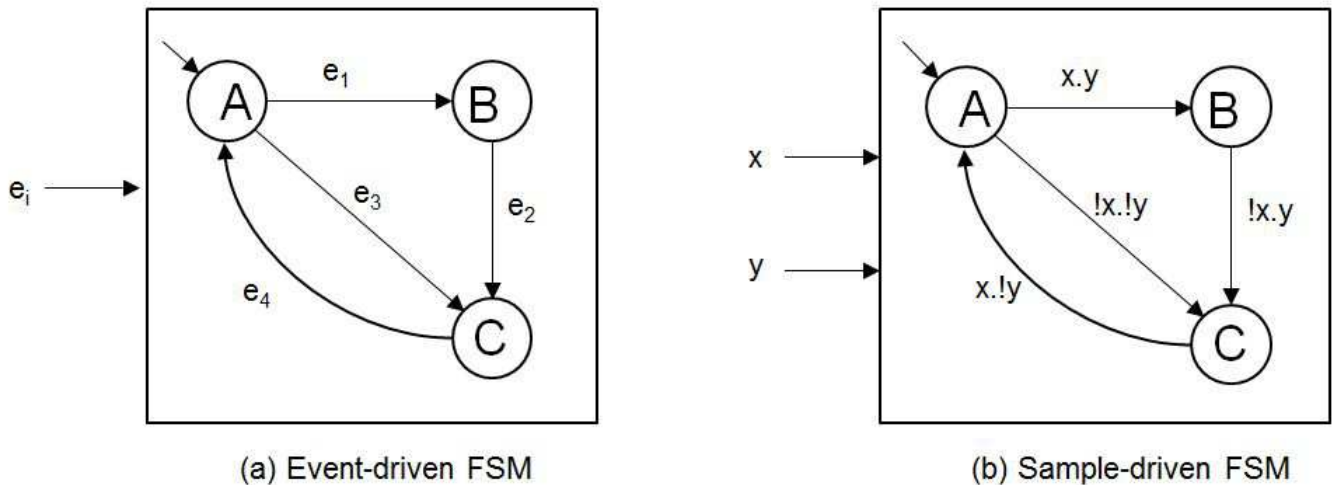 A
e₁
B
e₃
e₂
eᵢ
e₄
C
(a) Event-driven FSM
A
x.y
B
x
!x.!y
!x.y
y
x.!y
C
(b) Sample-driven FSM